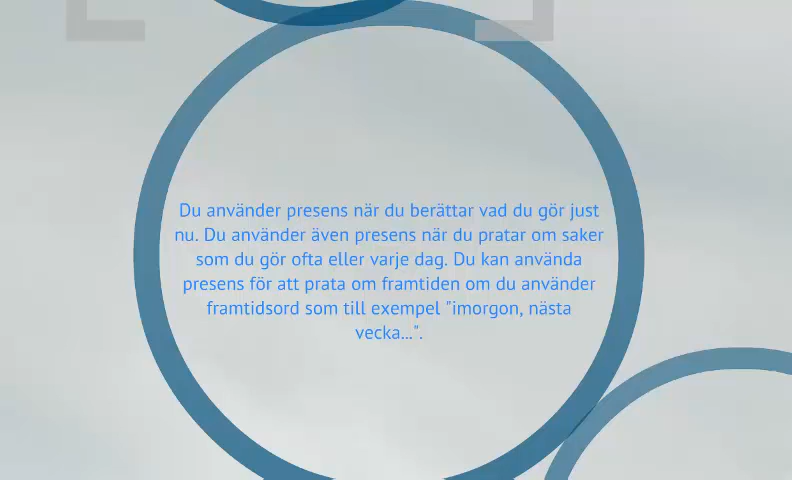 Du använder presens när du berättar vad du gör just
nu. Du använder även presens när du pratar om saker
som du gör ofta eller varje dag. Du kan använda
presens för att prata om framtiden om du använder
framtidsord som till exempel "imorgon, nästa
vecka...".